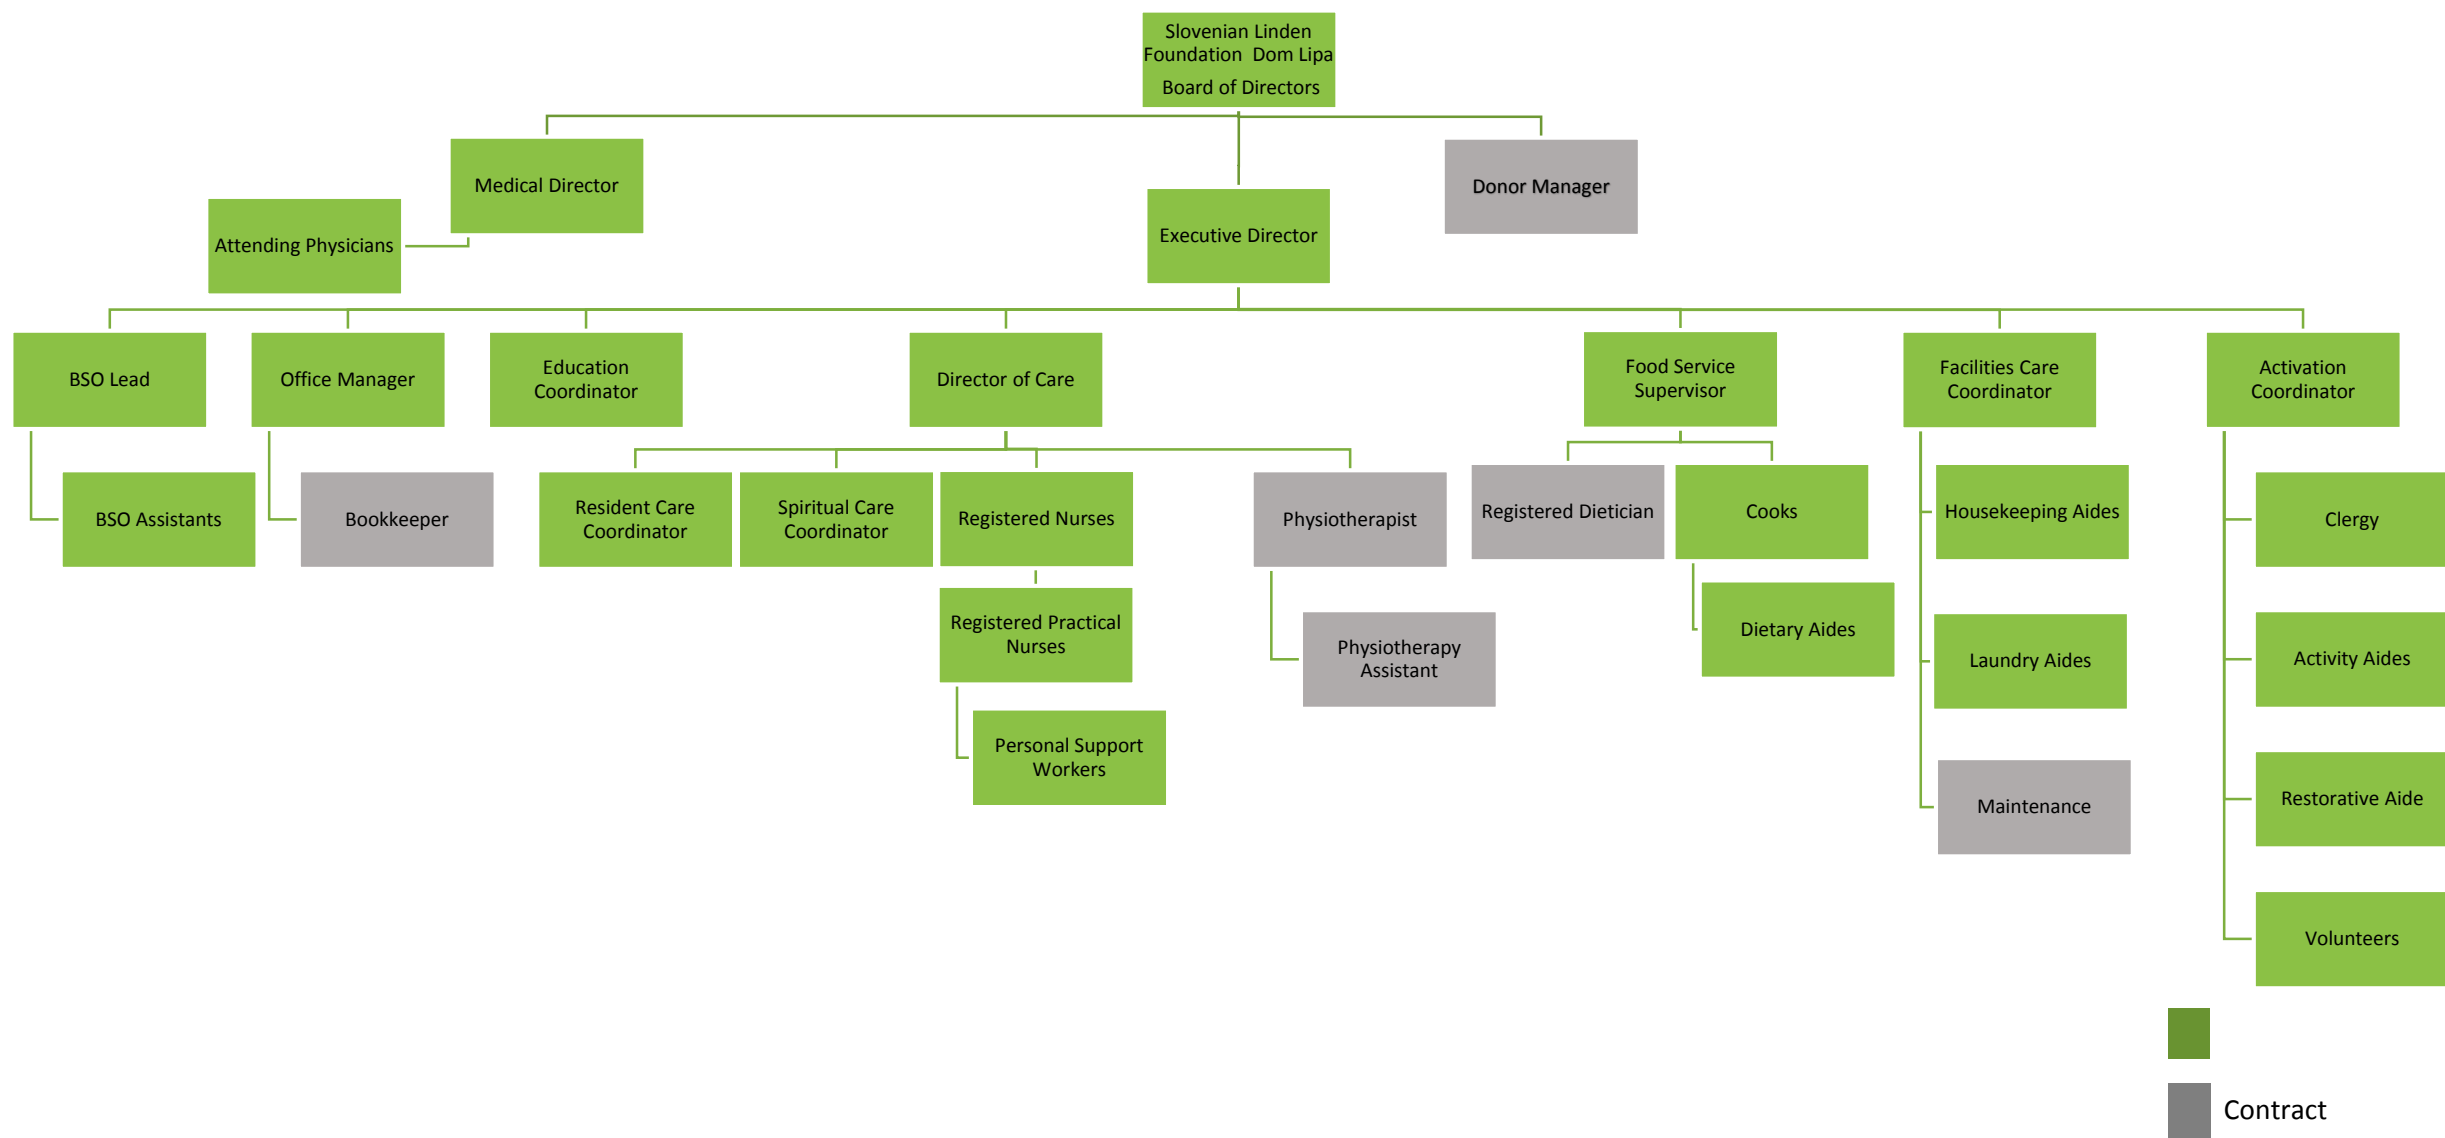 Slovenian Linden
Foundation  Dom Lipa
Board of Directors
Medical Director
Donor Manager
Attending Physicians
Executive Director
BSO Lead
Office Manager
Education
Coordinator
Director of Care
Food Service
Supervisor
Facilities Care
Coordinator
Activation
Coordinator
BSO Assistants
Bookkeeper
Resident Care
Coordinator
Spiritual Care
Coordinator
Registered Nurses
Physiotherapist
Registered Dietician
Cooks
Housekeeping Aides
Clergy
Registered Practical
Nurses
Physiotherapy
Assistant
Dietary Aides
Laundry Aides
Activity Aides
Personal Support
Workers
Maintenance
Restorative Aide
Volunteers
Contract